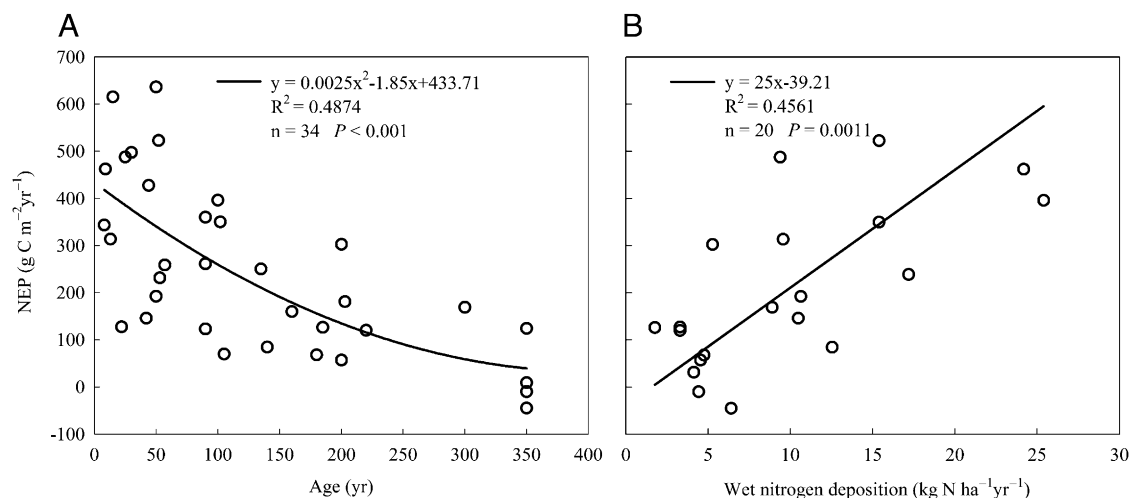 A
B
700
600
500
400
300
200
100
0
-100
NEP (g C m⁻²yr⁻¹)
y = 0.0025x²-1.85x+433.71
R² = 0.4874
n = 34 P < 0.001
y = 25x-39.21
R² = 0.4561
n = 20 P = 0.0011
0 50 100 150 200 250 300 350 400
0 5 10 15 20 25 30
Age (yr)
Wet nitrogen deposition (kg N ha⁻¹yr⁻¹)